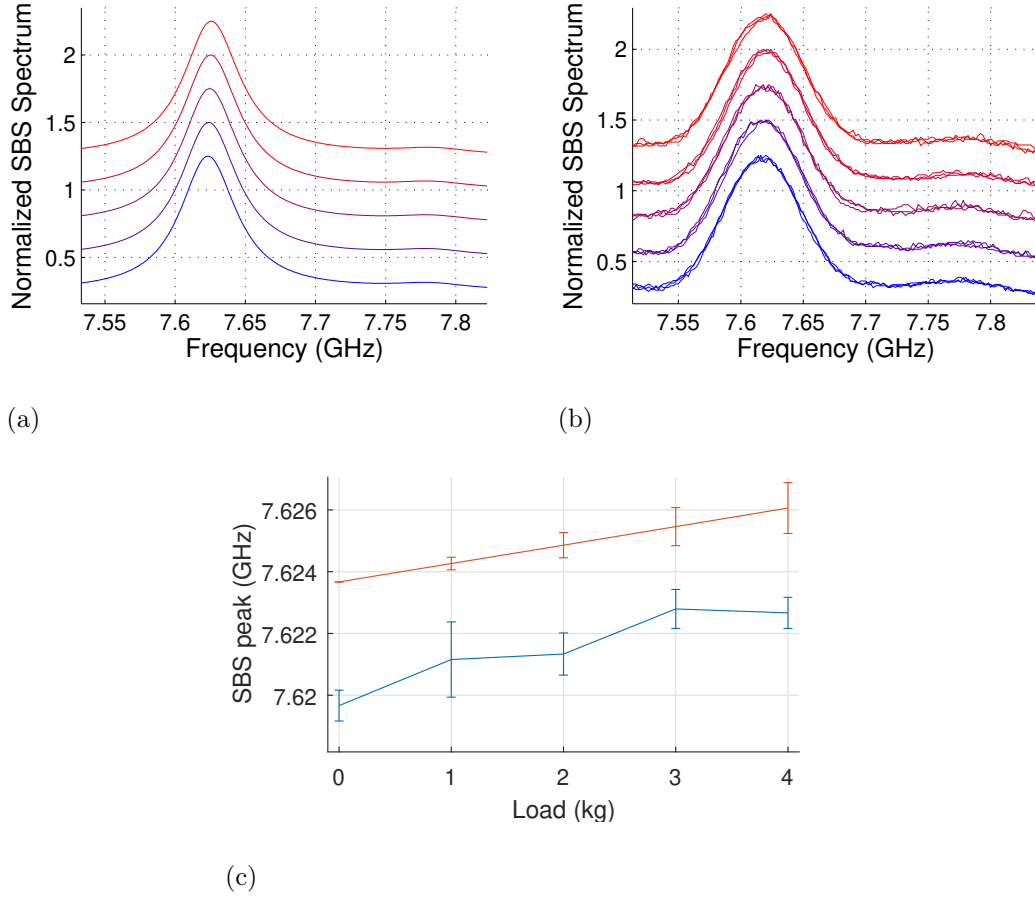 Normalized SBS Spectrum
2
1.5
1
0.5
7.55 7.6 7.65 7.7 7.75 7.8
Frequency (GHz)
(a)
Normalized SBS Spectrum
2
1.5
1
0.5
7.55 7.6 7.65 7.7 7.75 7.8
Frequency (GHz)
(b)
SBS peak (GHz)
7.626
7.624
7.622
7.62
0 1 2 3 4
Load (kg)
(c)